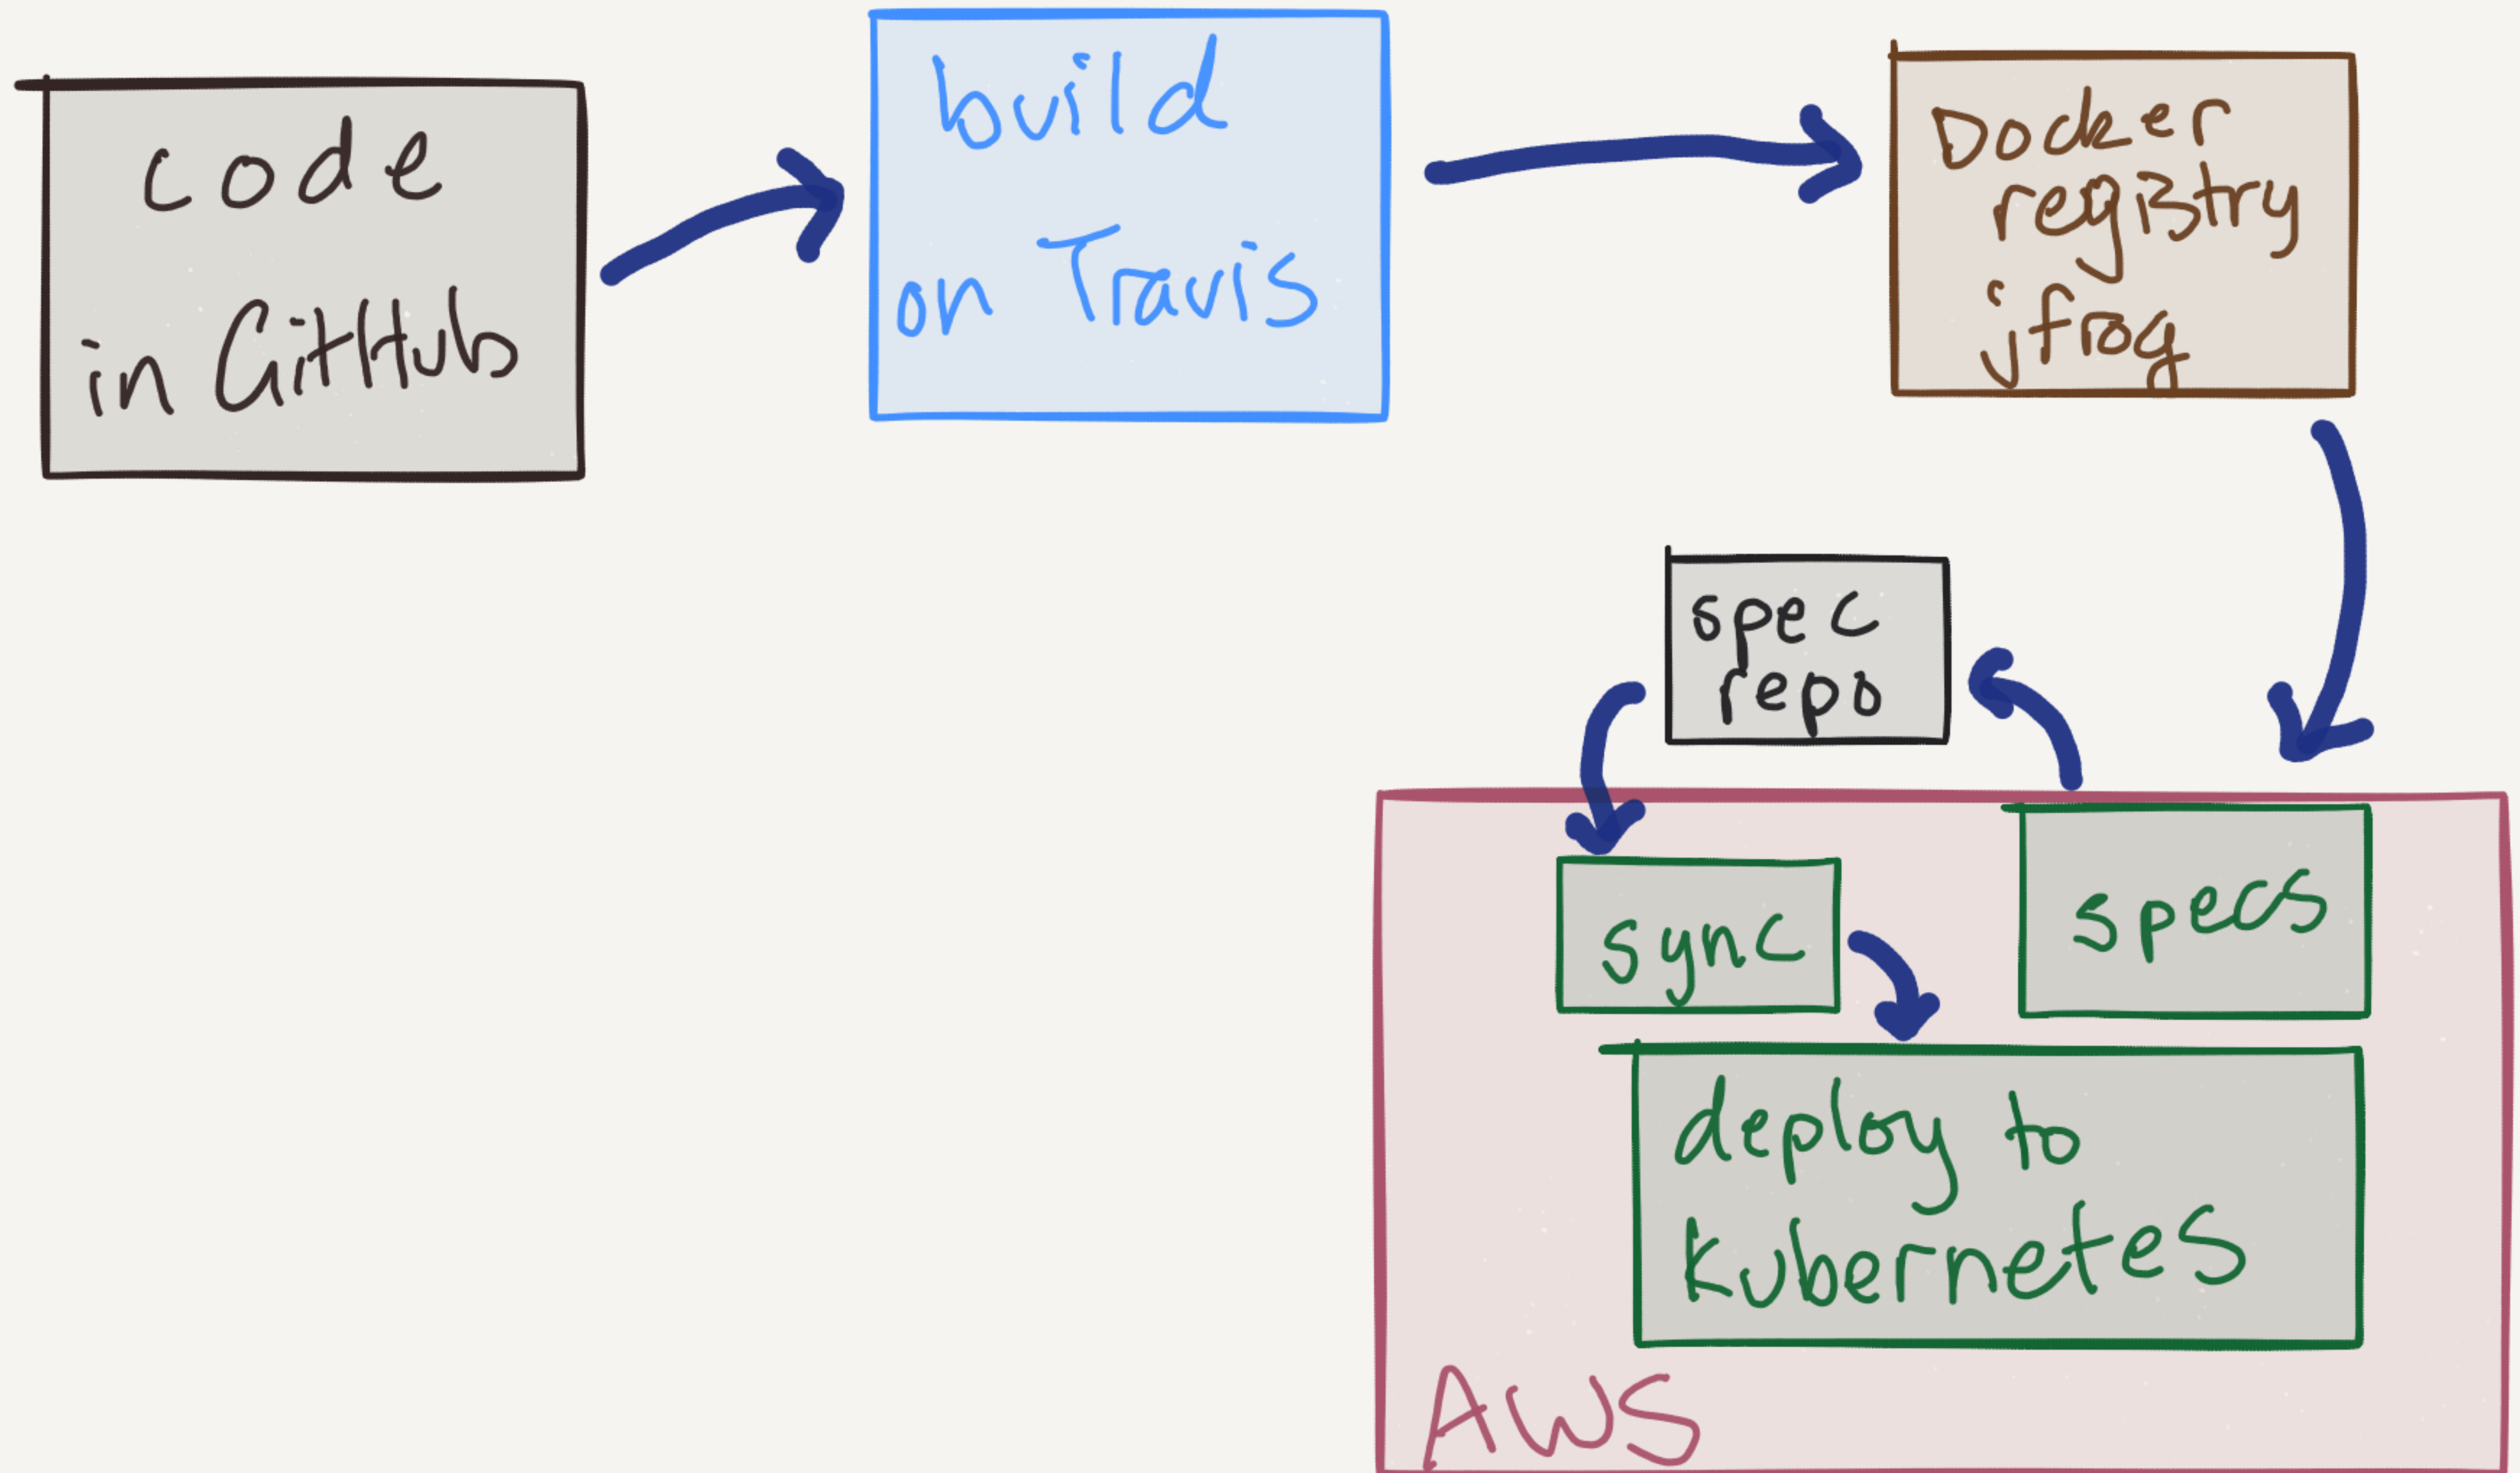 code
in GitHub
build
on Travis
Docker
registry
jfrog
spec
repo
sync
specs
deploy to
kubernetes
AWS